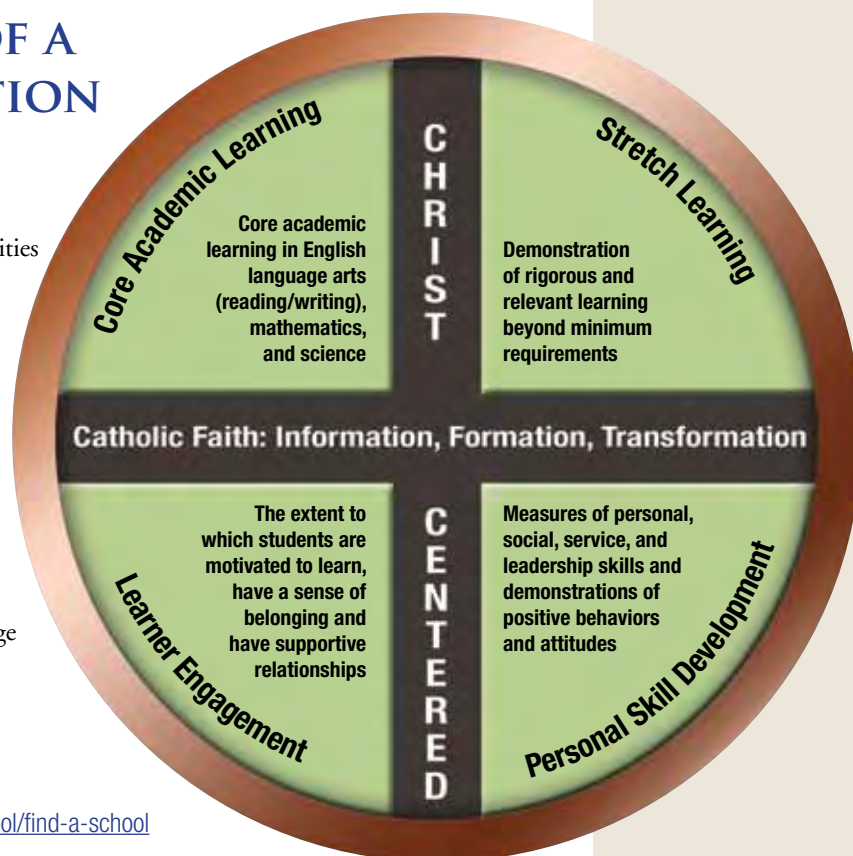 OF A
TION
ities
ge
ol/find-a-school
Core Academic Learning
Core academic
learning in English
language arts
(reading/writing),
mathematics,
and science
Stretch Learning
Demonstration
of rigorous and
relevant learning
beyond minimum
requirements
CHRIST
Catholic Faith: Information, Formation, Transformation
CENTERED
Learner Engagement
The extent to
which students are
motivated to learn,
have a sense of
belonging and
have supportive
relationships
Personal Skill Development
Measures of personal,
social, service, and
leadership skills and
demonstrations of
positive behaviors
and attitudes